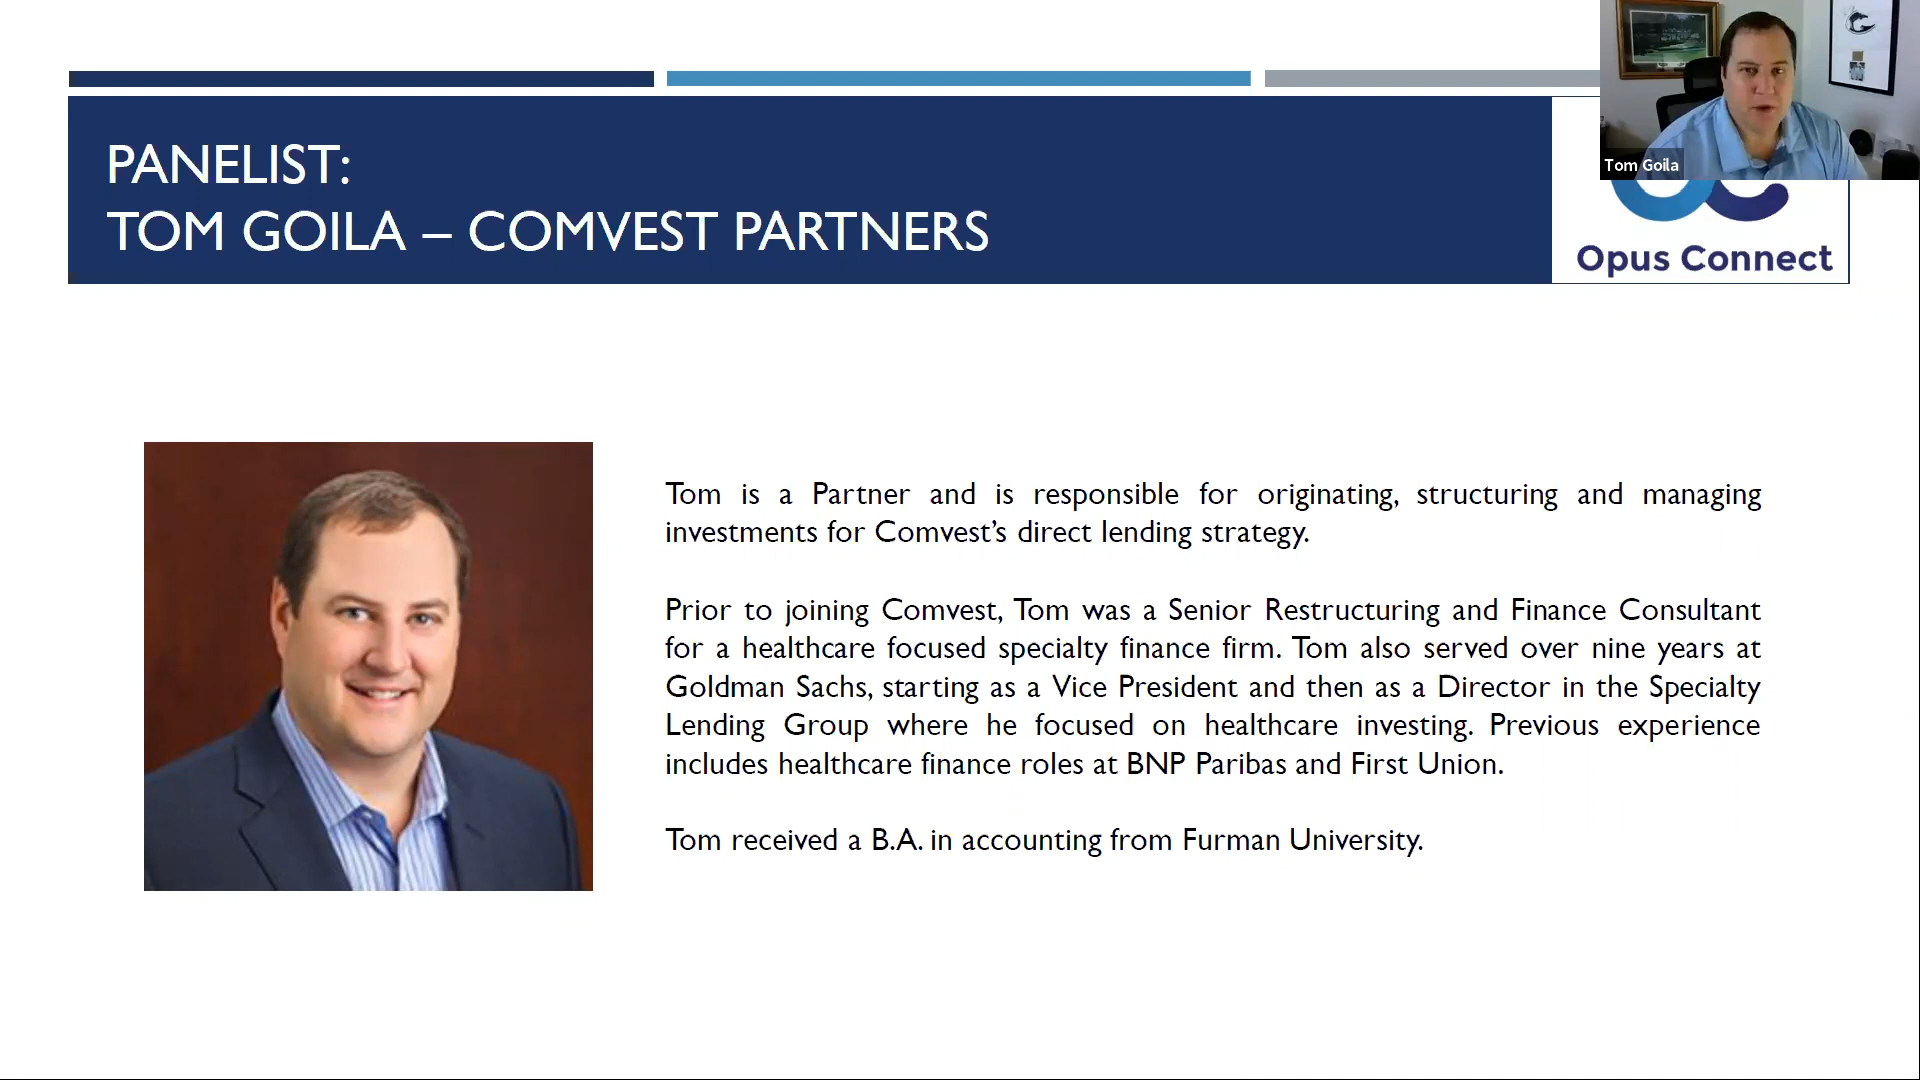 PANELIST:
TOM GOILA – COMVEST PARTNERS
Tom Goila
Opus Connect
Tom is a Partner and is responsible for originating, structuring and managing
investments for Comvest’s direct lending strategy.
Prior to joining Comvest, Tom was a Senior Restructuring and Finance Consultant
for a healthcare focused specialty finance firm. Tom also served over nine years at
Goldman Sachs, starting as a Vice President and then as a Director in the Specialty
Lending Group where he focused on healthcare investing. Previous experience
includes healthcare finance roles at BNP Paribas and First Union.
Tom received a B.A. in accounting from Furman University.